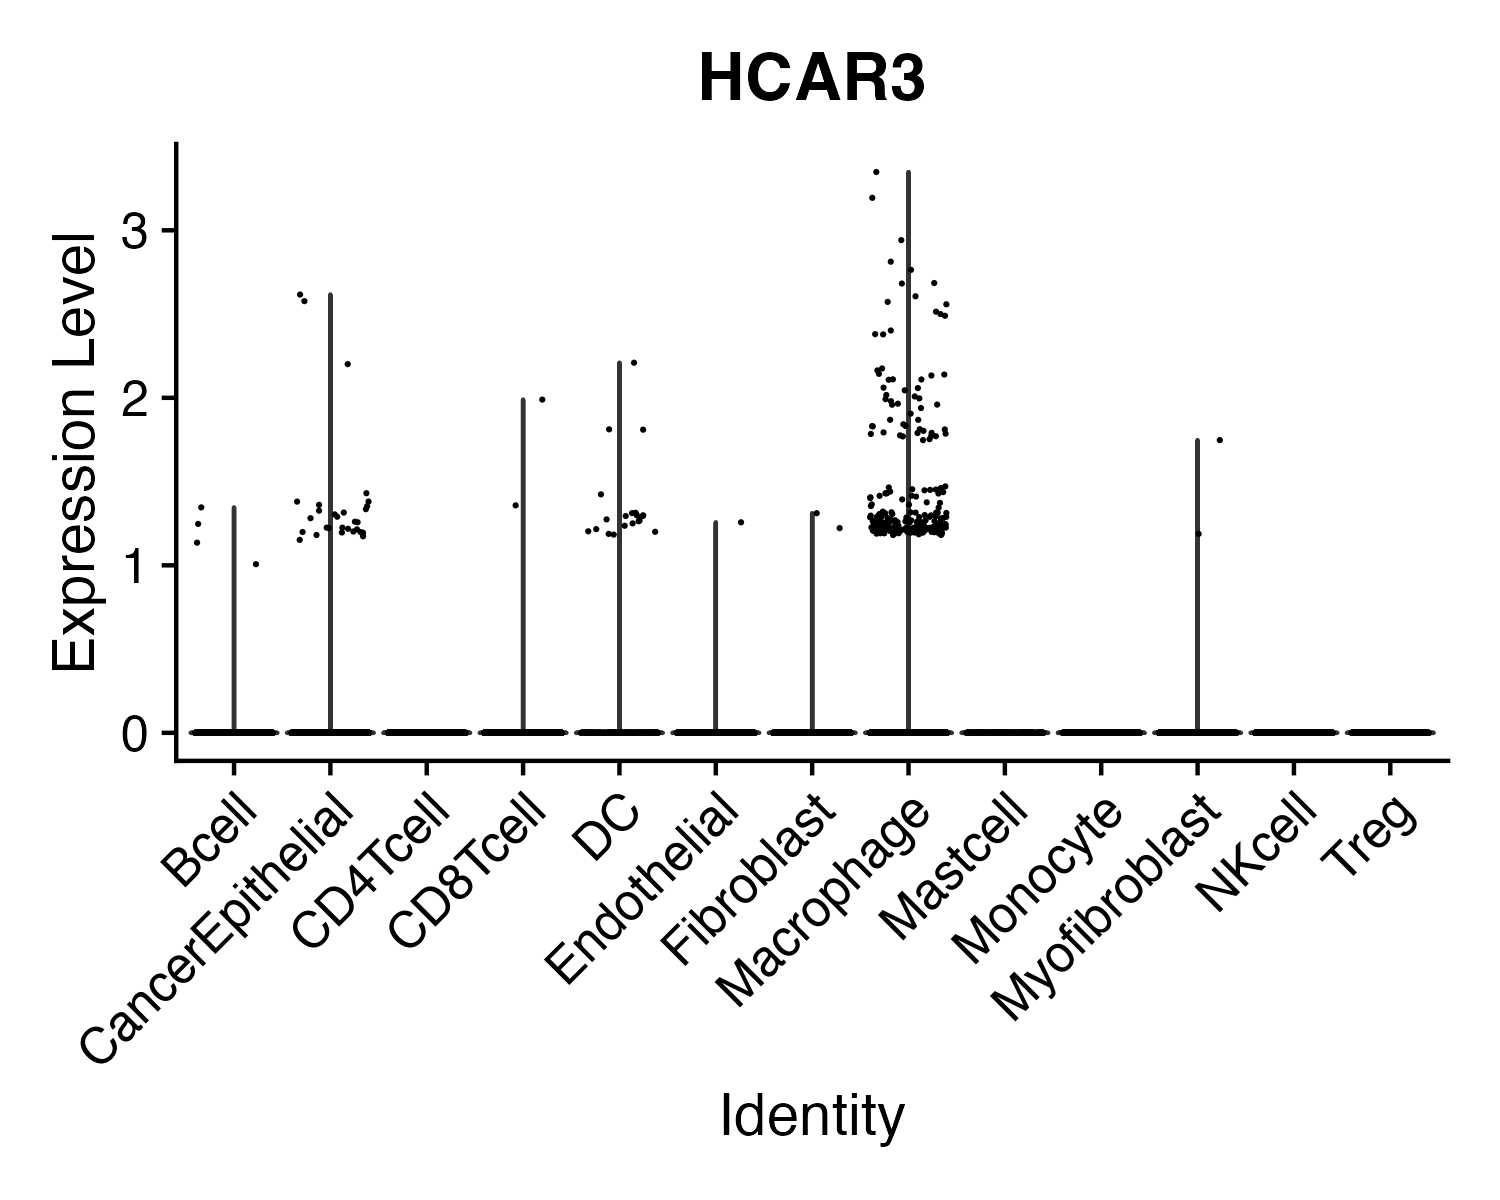 HCAR3
Expression Level
3
2
1
0
Bcell
CancerEpithelial
CD4Tcell
CD8Tcell
DC
Endothelial
Fibroblast
Macrophage
Mastcell
Monocyte
Myofibroblast
NKcell
Treg
Identity